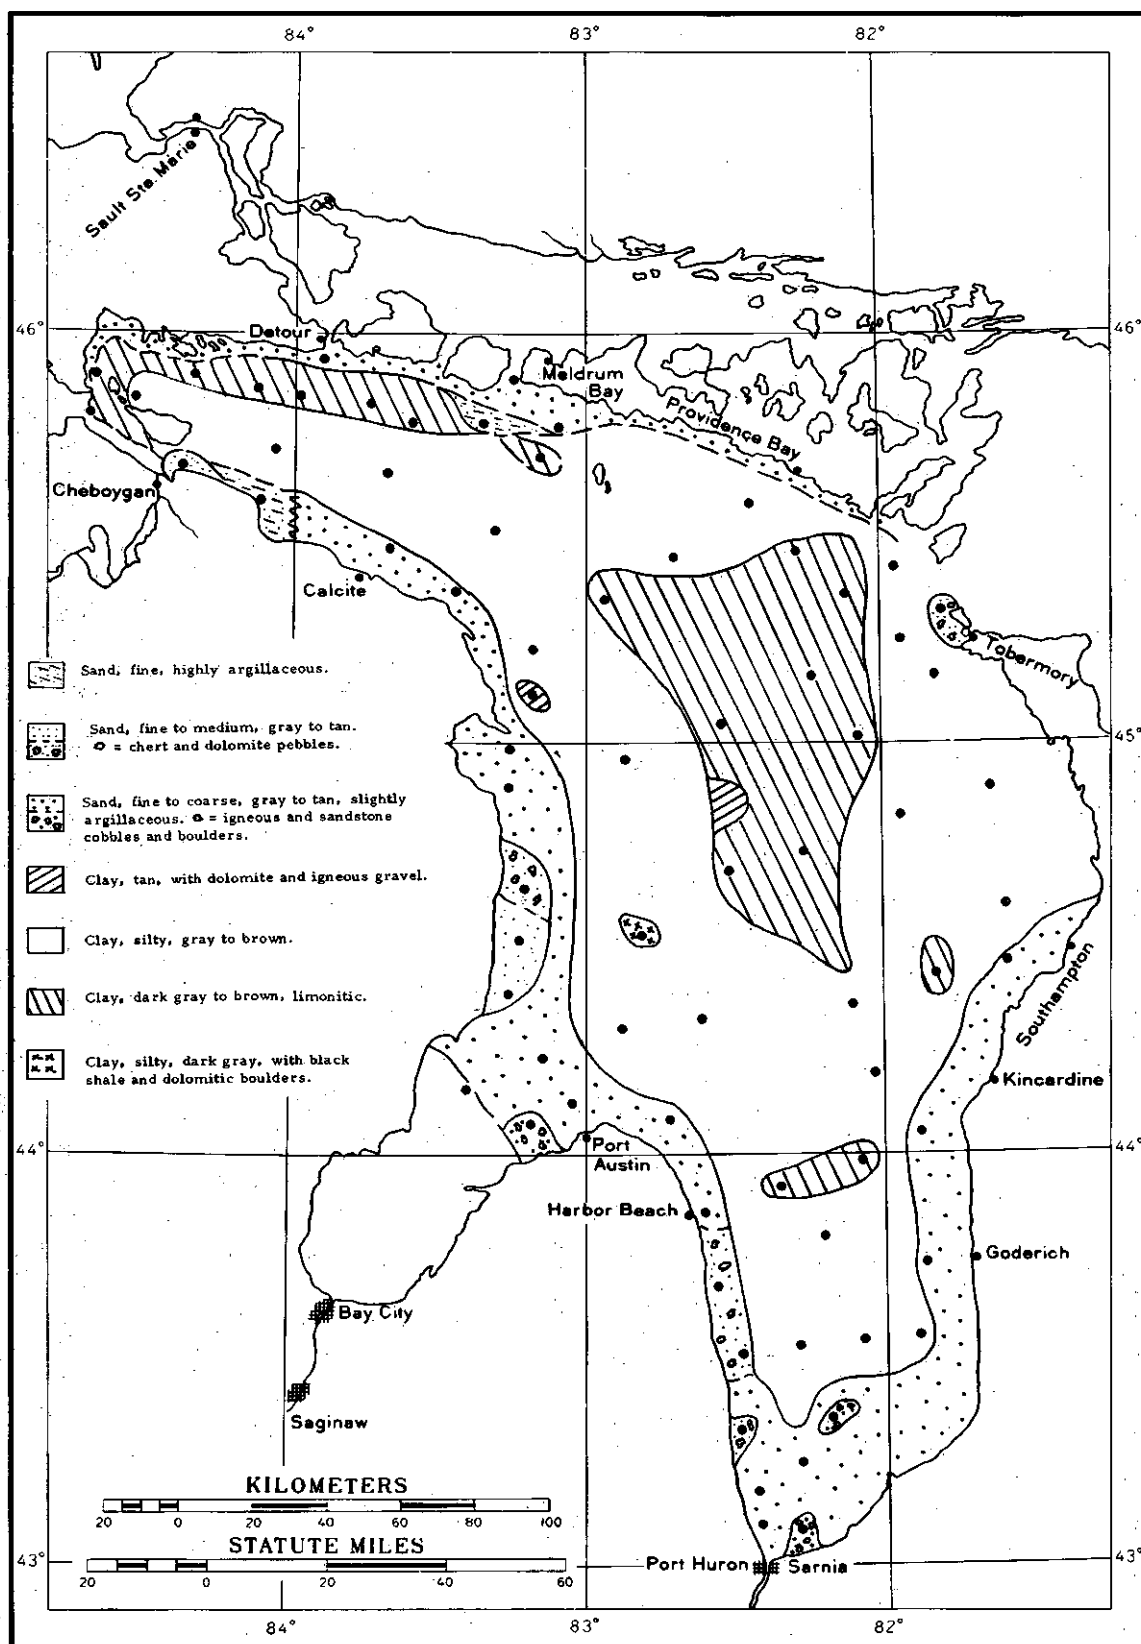 84°
83°
82°
Sault Ste. Marie
46°
46°
Detour
Meldrum
Bay
Providence Bay
Cheboygan
Calcite
Tobermory
Sand, fine, highly argillaceous.
Sand, fine to medium, gray to tan.
o = chert and dolomite pebbles.
45°
Sand, fine to coarse, gray to tan, slightly
argillaceous. o = igneous and sandstone
cobbles and boulders.
Clay, tan, with dolomite and igneous gravel.
Clay, silty, gray to brown.
Clay, dark gray to brown, limonitic.
Clay, silty, dark gray, with black
shale and dolomitic boulders.
Southampton
Kincardine
44°
44°
Port
Austin
Harbor Beach
Goderich
Bay City
Saginaw
KILOMETERS
20 0 20 40 60 80 100
STATUTE MILES
20 0 20 40 60
43°
43°
Port Huron
Sarnia
84°
83°
82°